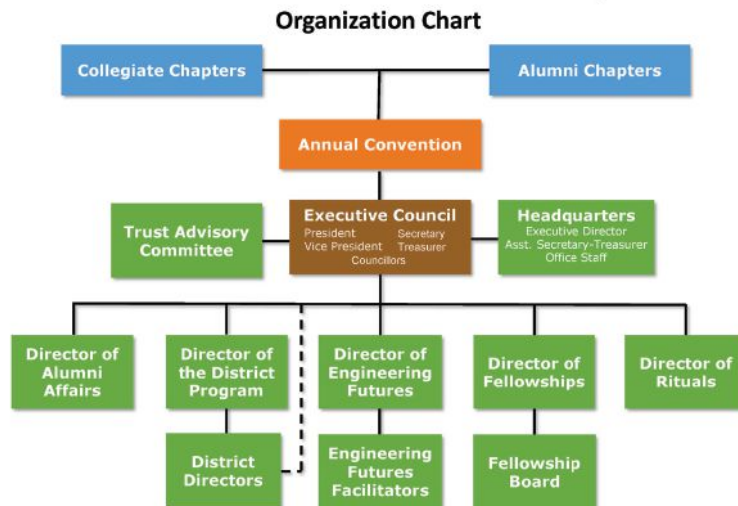 Organization Chart
Collegiate Chapters
Alumni Chapters
Annual Convention
Trust Advisory
Committee
Executive Council
President Secretary
Vice President Treasurer
Councillors
Headquarters
Executive Director
Asst. Secretary-Treasurer
Office Staff
Director of
Alumni
Affairs
Director of
the District
Program
Director of
Engineering
Futures
Director of
Fellowships
Director of
Rituals
District
Directors
Engineering
Futures
Facilitators
Fellowship
Board